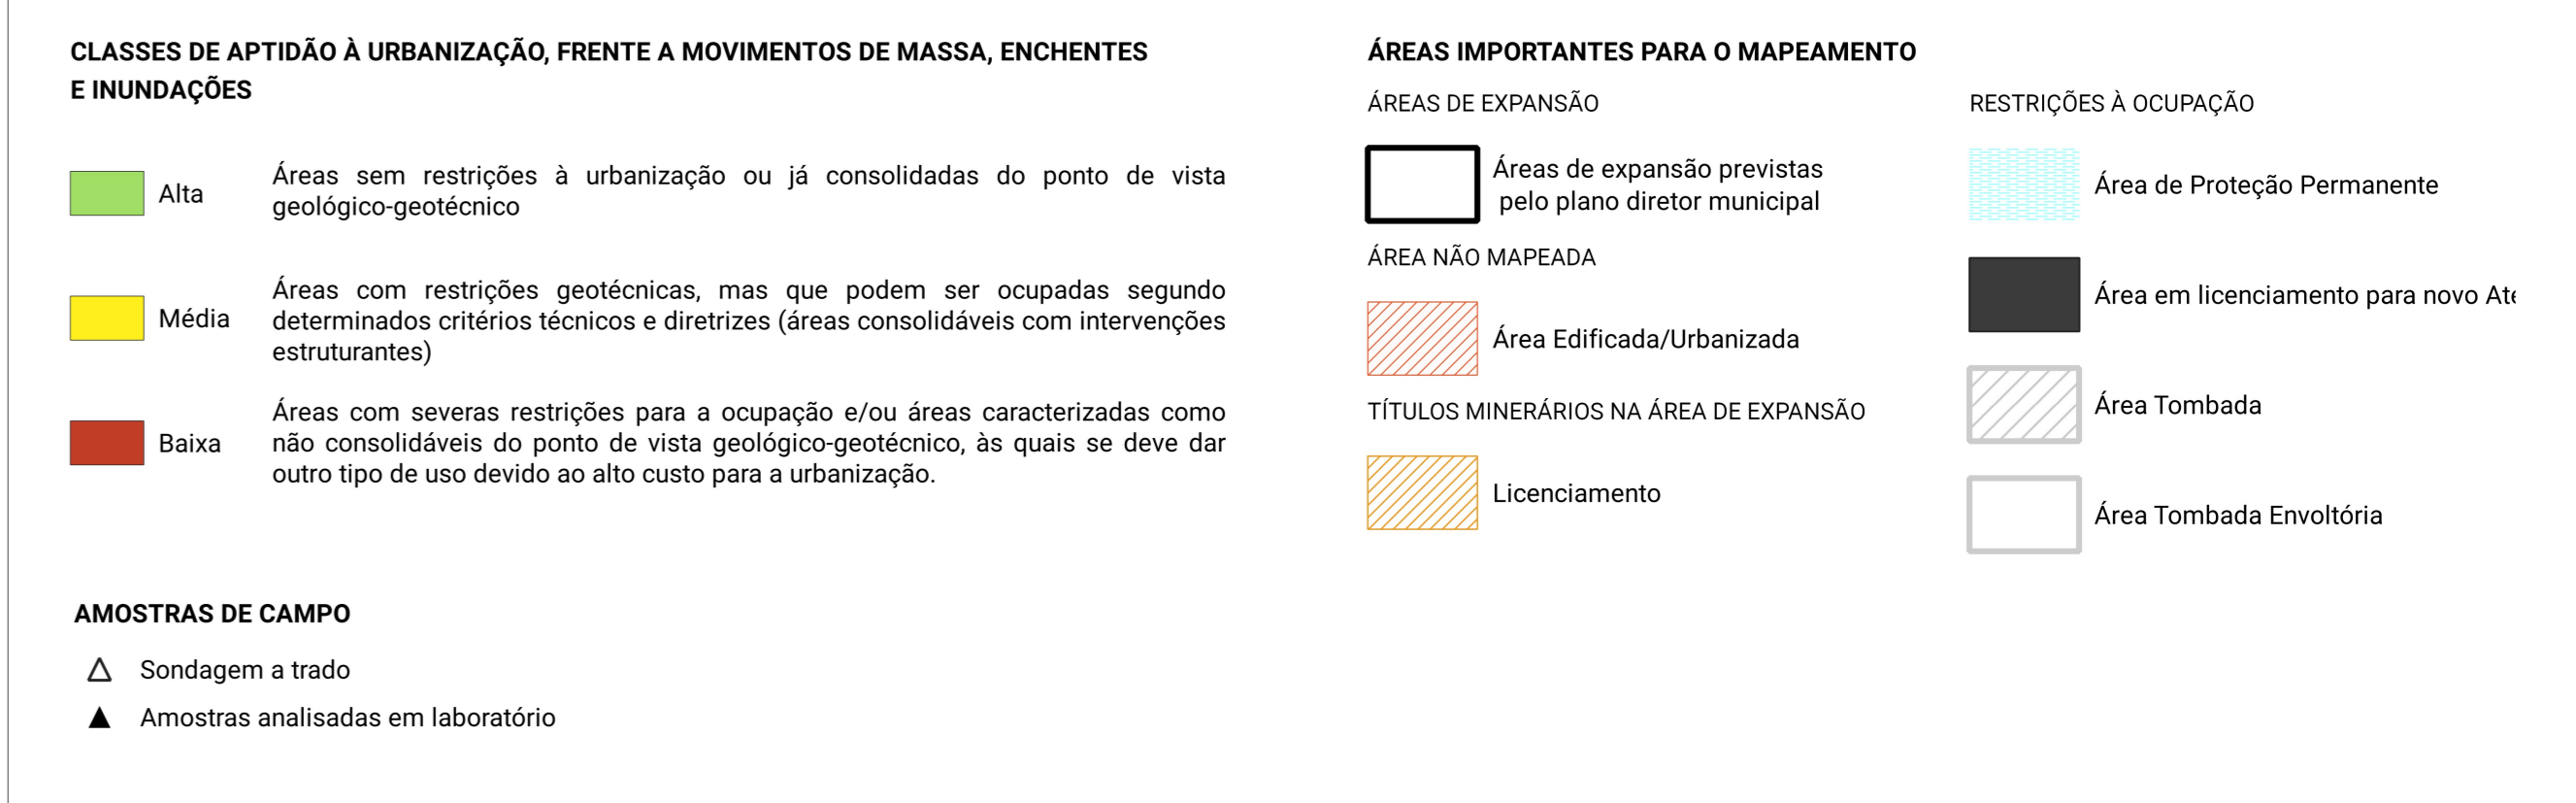 CLASSES DE APTIDÃO À URBANIZAÇÃO, FRENTE A MOVIMENTOS DE MASSA, ENCHENTES
E INUNDAÇÕES
Alta
Áreas sem restrições à urbanização ou já consolidadas do ponto de vista
geológico-geotécnico
Média
Áreas com restrições geotécnicas, mas que podem ser ocupadas segundo
determinados critérios técnicos e diretrizes (áreas consolidáveis com intervenções
estruturantes)
Baixa
Áreas com severas restrições para a ocupação e/ou áreas caracterizadas como
não consolidáveis do ponto de vista geológico-geotécnico, às quais se deve dar
outro tipo de uso devido ao alto custo para a urbanização.
AMOSTRAS DE CAMPO
Sondagem a trado
Amostras analisadas em laboratório
ÁREAS IMPORTANTES PARA O MAPEAMENTO
ÁREAS DE EXPANSÃO
Áreas de expansão previstas
pelo plano diretor municipal
ÁREA NÃO MAPEADA
Área Edificada/Urbanizada
TÍTULOS MINERÁRIOS NA ÁREA DE EXPANSÃO
Licenciamento
RESTRIÇÕES À OCUPAÇÃO
Área de Proteção Permanente
Área em licenciamento para novo
Área Tombada
Área Tombada Envoltória